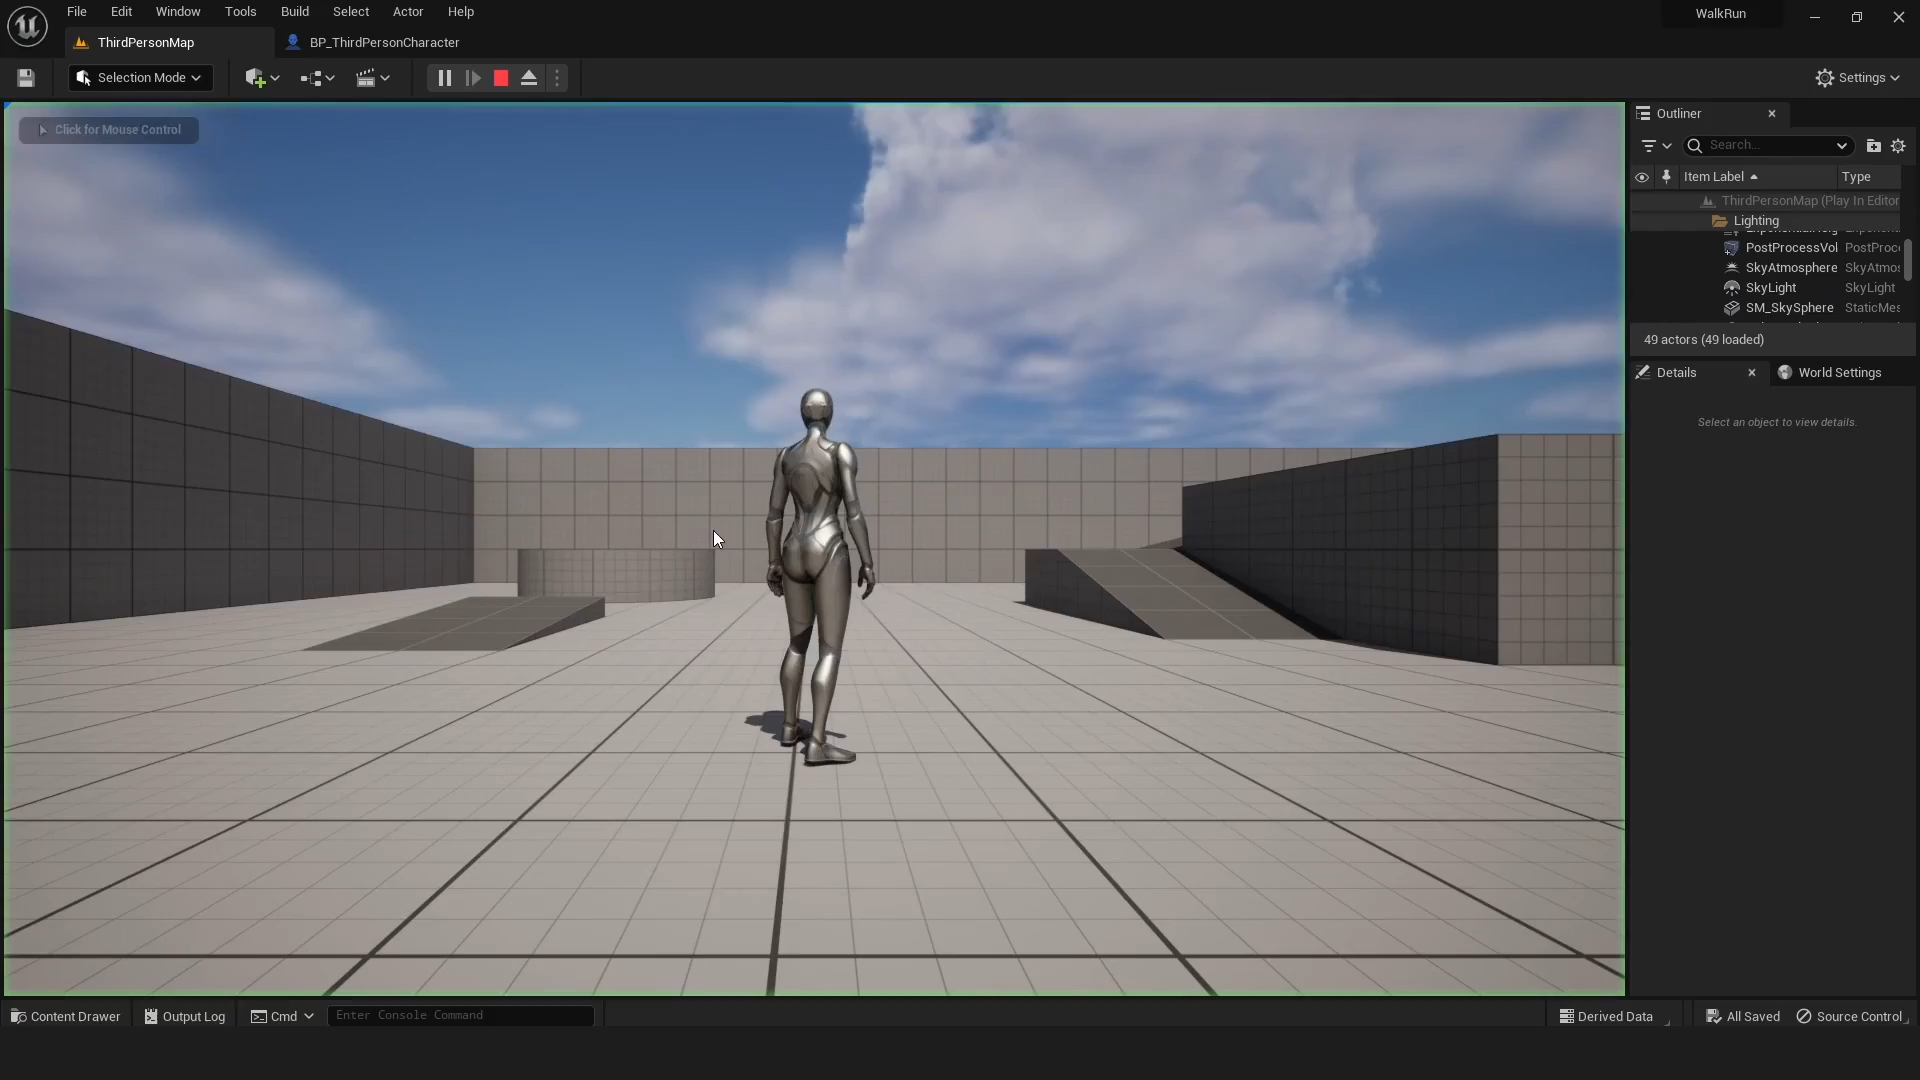 File Edit Window Tools Build Select Actor Help
WalkRun
ThirdPersonMap
BP_ThirdPersonCharacter
Selection Mode
Settings
Click for Mouse Control
Outliner
Search...
Item Label
Type
ThirdPersonMap (Play In Editor
Lighting
PostProcessVol PostProc
SkyAtmosphere SkyAtmos
SkyLight SkyLight
SM_SkySphere StaticMes
49 actors (49 loaded)
Details
World Settings
Select an object to view details.
Content Drawer
Output Log
Cmd
Enter Console Command
Derived Data
All Saved
Source Control